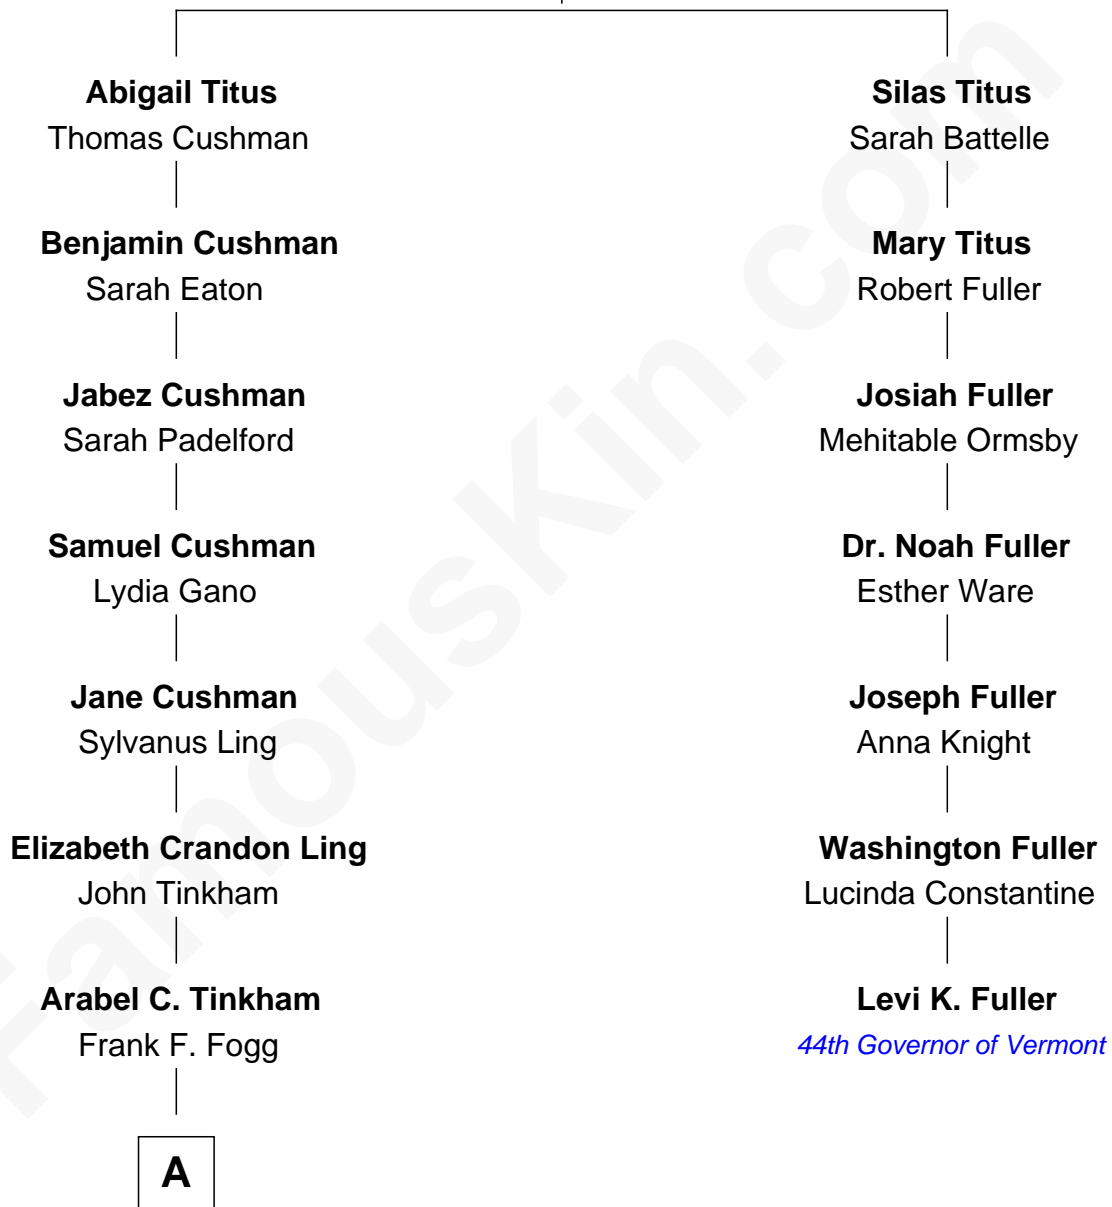 Abigail Titus
Thomas Cushman
Silas Titus
Sarah Battelle
Benjamin Cushman
Sarah Eaton
Mary Titus
Robert Fuller
Jabez Cushman
Sarah Padelford
Josiah Fuller
Mehitable Ormsby
Samuel Cushman
Lydia Gano
Dr. Noah Fuller
Esther Ware
Jane Cushman
Sylvanus Ling
Joseph Fuller
Anna Knight
Elizabeth Crandon Ling
John Tinkham
Washington Fuller
Lucinda Constantine
Arabel C. Tinkham
Frank F. Fogg
Levi K. Fuller
44th Governor of Vermont
A
FamousKin.com